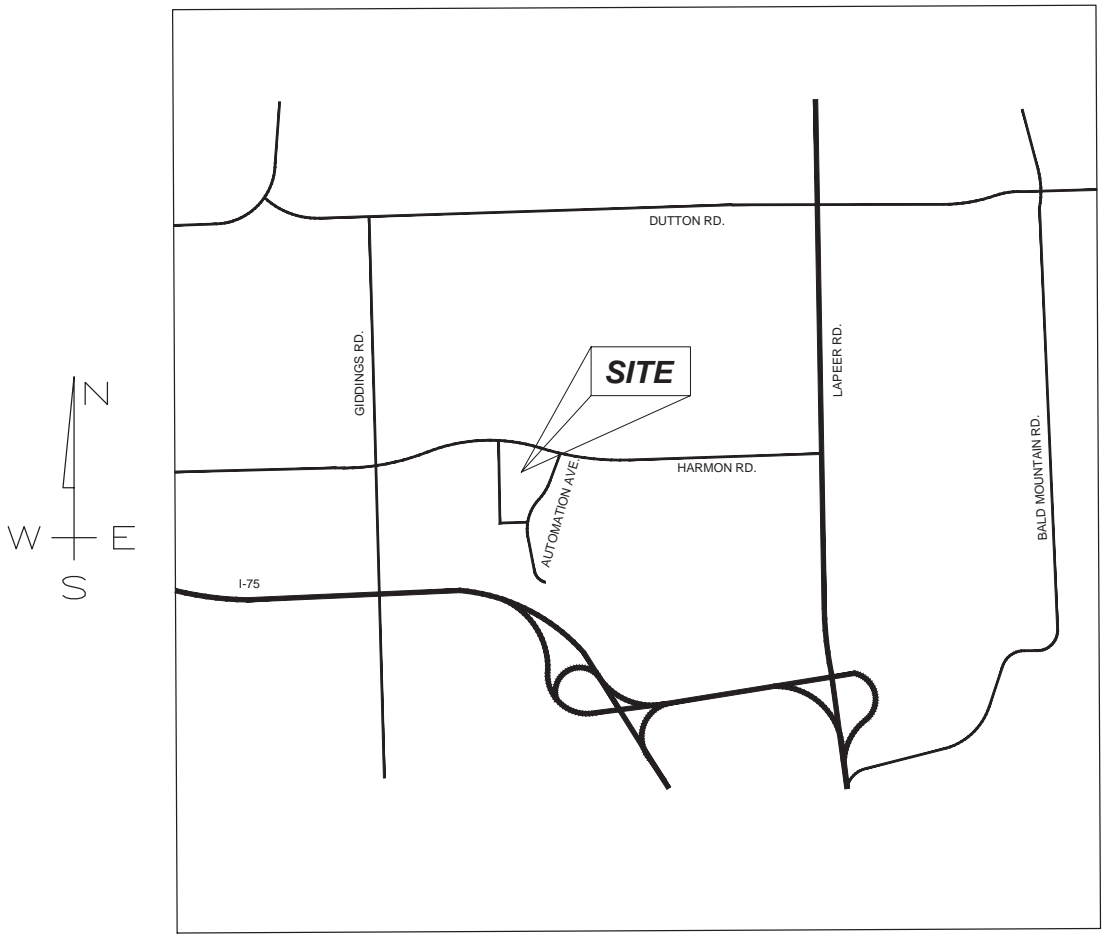 DUTTON RD.
GIDDINGS RD.
LAPEER RD.
SITE
N
BALD MOUNTAIN RD.
HARMON RD.
AUTOMATION AVE.
W
E
S
I-75